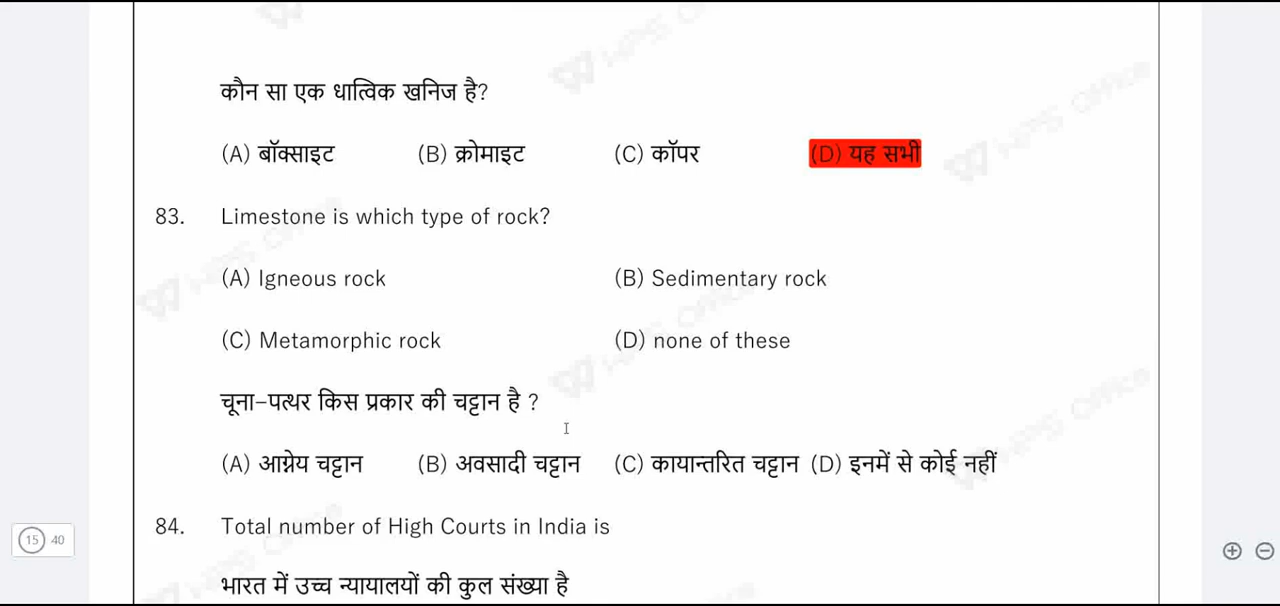 कौन सा एक धात्विक खनिज है?
(A) बॉक्साइट (B) क्रोमाइट (C) कॉपर (D) यह सभी
83. Limestone is which type of rock?
(A) Igneous rock (B) Sedimentary rock
(C) Metamorphic rock (D) none of these
चूना-पत्थर किस प्रकार की चट्टान है ?
(A) आग्नेय चट्टान (B) अवसादी चट्टान (C) कायान्तरित चट्टान (D) इनमें से कोई नहीं
84. Total number of High Courts in India is
15 40
भारत में उच्च न्यायालयों की कुल संख्या है